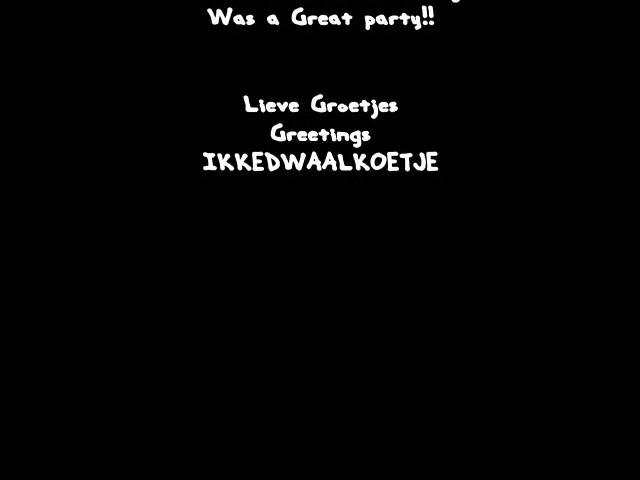 Was a Great party!!
Lieve Groetjes
Greetings
IKKEDWAALKOETJE